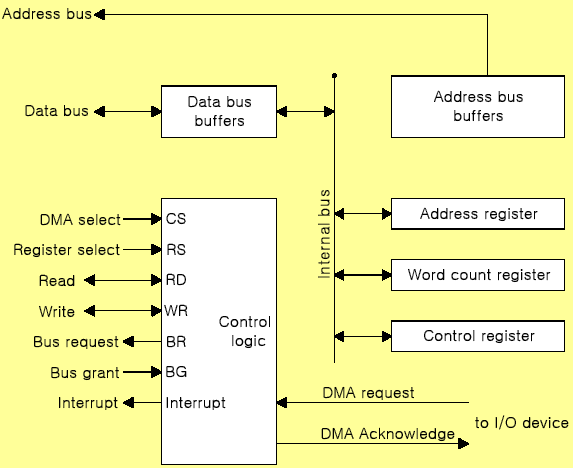 Address bus
Data bus
Data bus
buffers
Address bus
buffers
Internal bus
DMA select
CS
Address register
Register select
RS
Read
RD
Word count register
Write
WR
Control
logic
Bus request
BR
Control register
Bus grant
BG
Interrupt
Interrupt
DMA request
to I/O device
DMA Acknowledge